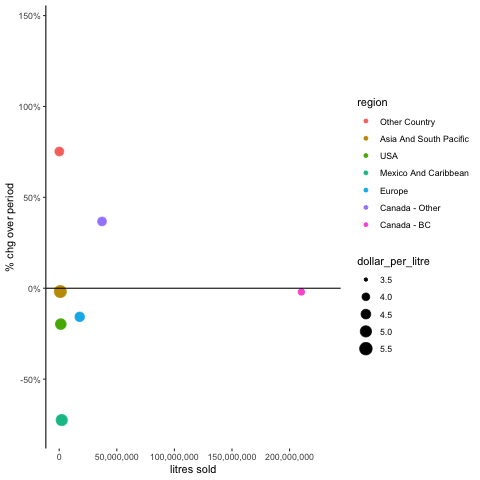 150%
100%
50%
0%
-50%
% chg over period
0
50,000,000
100,000,000
150,000,000
200,000,000
litres sold
region
Other Country
Asia And South Pacific
USA
Mexico And Caribbean
Europe
Canada - Other
Canada - BC
dollar_per_litre
3.5
4.0
4.5
5.0
5.5